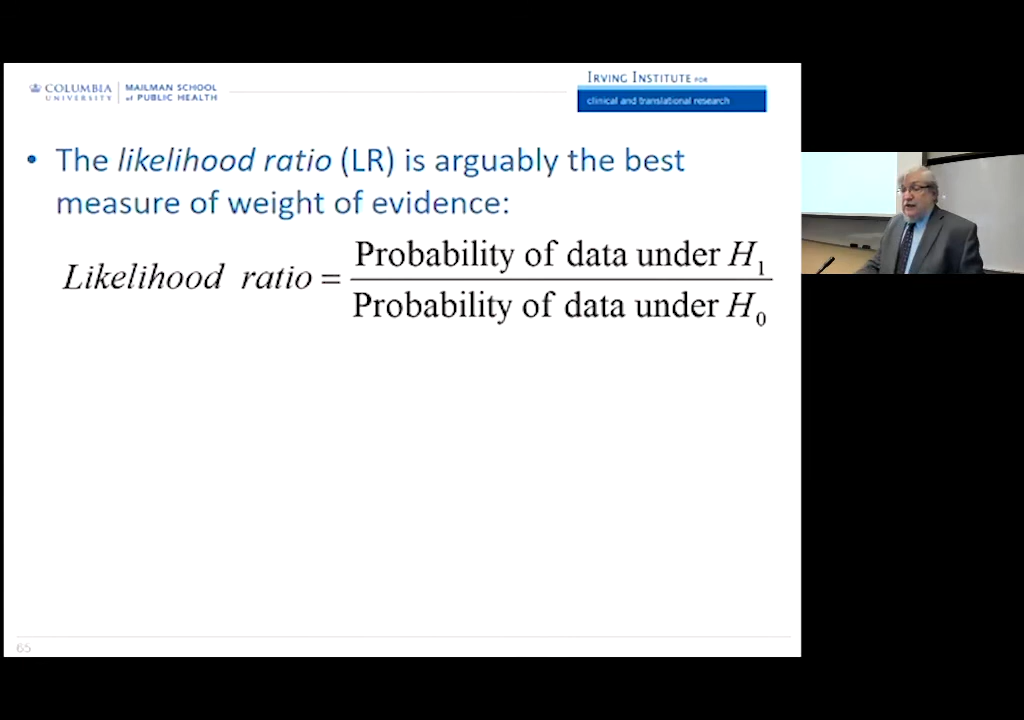 COLUMBIA UNIVERSITY
MAILMAN SCHOOL of PUBLIC HEALTH
IRVING INSTITUTE FOR
clinical and translational research
• The likelihood ratio (LR) is arguably the best
measure of weight of evidence:
Likelihood ratio = Probability of data under H₁
Probability of data under H₀
65